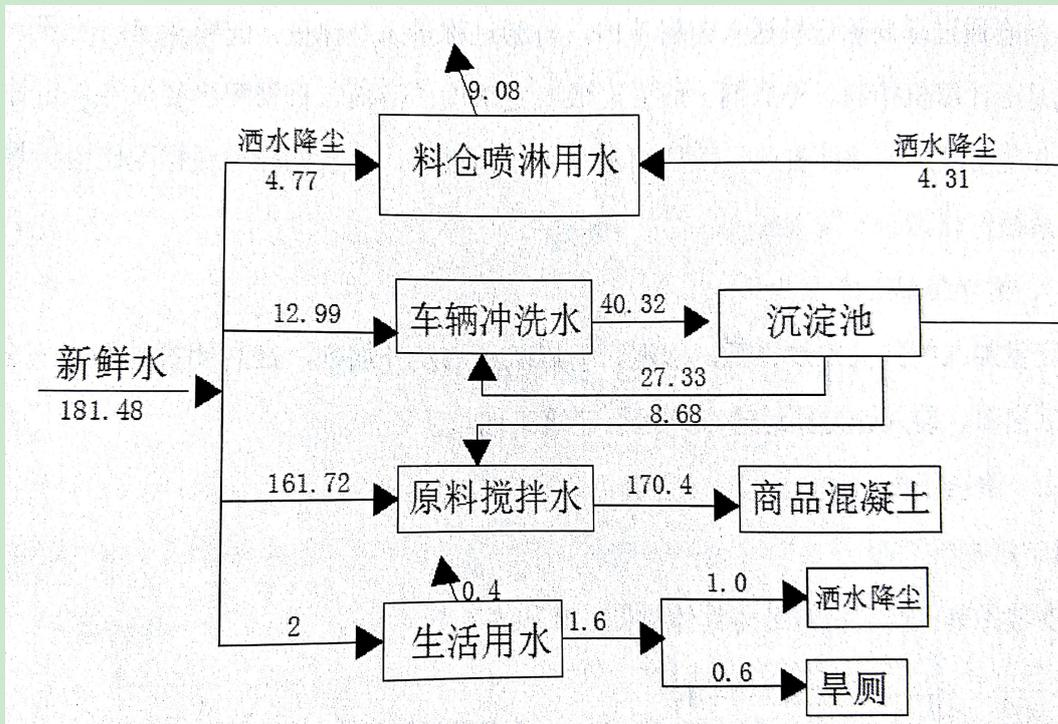 9.08
洒水降尘
4.77
料仓喷淋用水
洒水降尘
4.31
12.99
车辆冲洗水
40.32
沉淀池
新鲜水
181.48
27.33
8.68
161.72
原料搅拌水
170.4
商品混凝土
0.4
2
生活用水
1.6
1.0
洒水降尘
0.6
旱厕